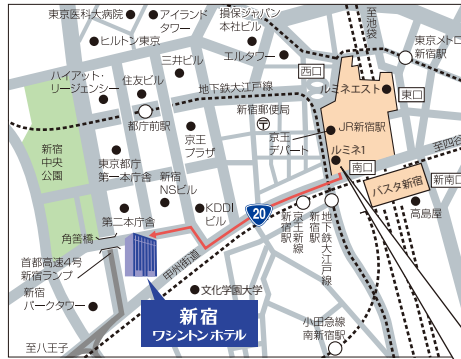 東京医科大病院
アイランド
タワー
損保ジャパン
本社ビル
至池袋
東京メトロ
新宿駅
ヒルトン東京
エルタワー
西口
三井ビル
ハイアット・
リージェンシー
住友ビル
地下鉄大江戸線
ルミネエスト
東口
新宿郵便局
都庁前駅
京王
プラザ
京王
デパート
JR新宿駅
ルミネ1
至四谷
新宿
中央
公園
東京都庁
第一本庁舎
新宿
NSビル
南口
バスタ新宿
新南口
第二本庁舎
KDDI
ビル
20
京王新線
新宿駅
地下鉄大江戸線
新宿駅
高島屋
角筈橋
首都高速4号
新宿ランプ
甲州街道
新宿
パークタワー
文化学園大学
新宿
ワシントンホテル
小田急線
南新宿駅
至八王子